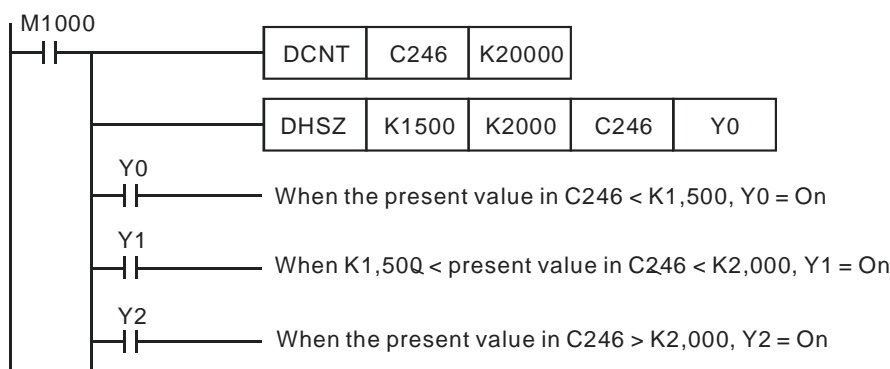 M1000
DCNT C246 K20000
DHSZ K1500 K2000 C246 Y0
Y0
When the present value in C246 < K1,500, Y0 = On
Y1
When K1,500 ≤ present value in C246 ≤ K2,000, Y1 = On
Y2
When the present value in C246 > K2,000, Y2 = On